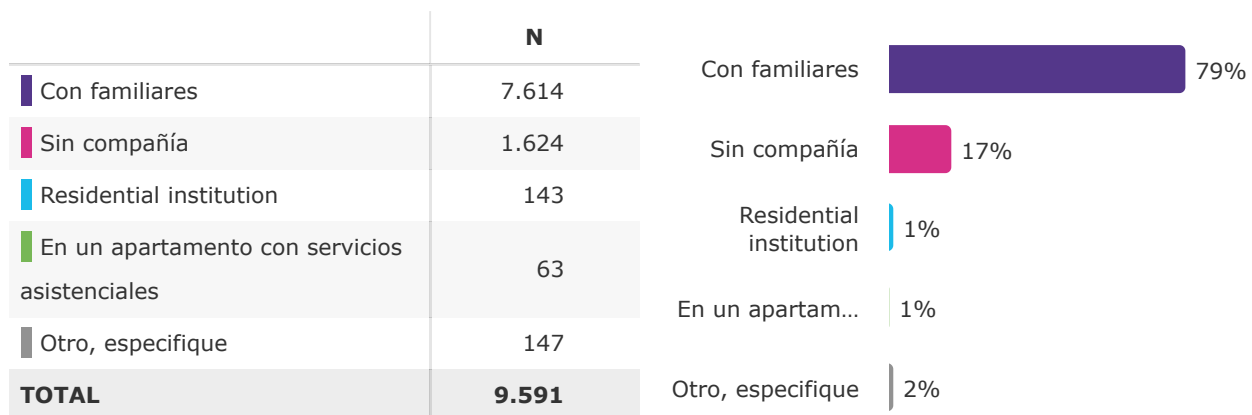 N
Con familiares 7.614
Sin compañía 1.624
Residential institution 143
En un apartamento con servicios
asistenciales 63
Otro, especifique 147
TOTAL 9.591
Con familiares 79%
Sin compañía 17%
Residential
institution 1%
En un apartam... 1%
Otro, especifique 2%